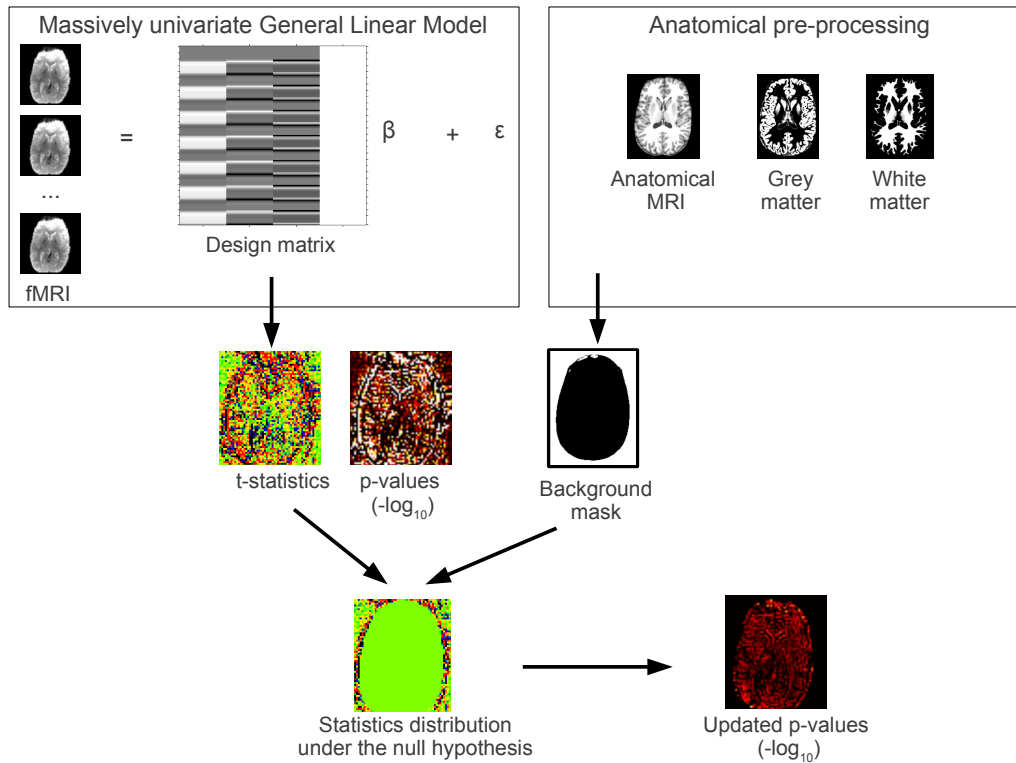 Massively univariate General Linear Model
=
β + ε
...
Design matrix
fMRI
Anatomical pre-processing
Anatomical
MRI
Grey
matter
White
matter
t-statistics
p-values
(-log₁₀)
Background
mask
Statistics distribution
under the null hypothesis
Updated p-values
(-log₁₀)